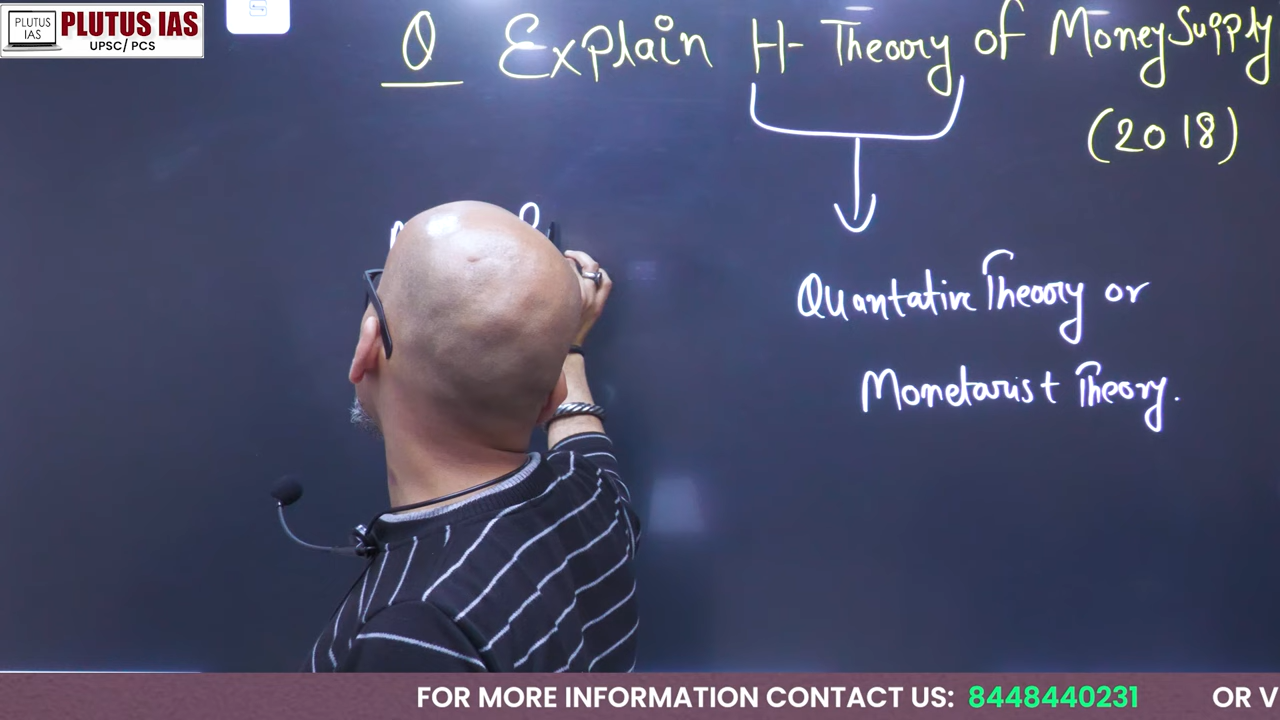 PLUTUS IAS
PLUTUS IAS
UPSC/ PCS
Q Explain H- Theory of Money Supply
(2018)
Quantative Theory or
Monetarist Theory.
FOR MORE INFORMATION CONTACT US: 8448440231 OR V